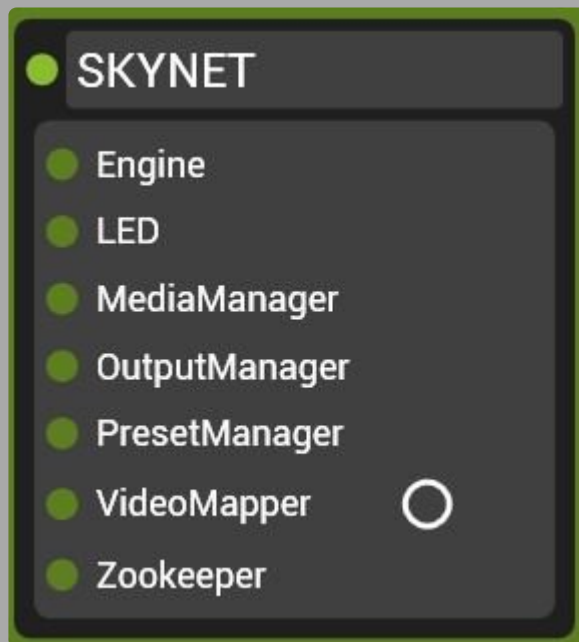 SKYNET
Engine
LED
MediaManager
OutputManager
PresetManager
VideoMapper
Zookeeper